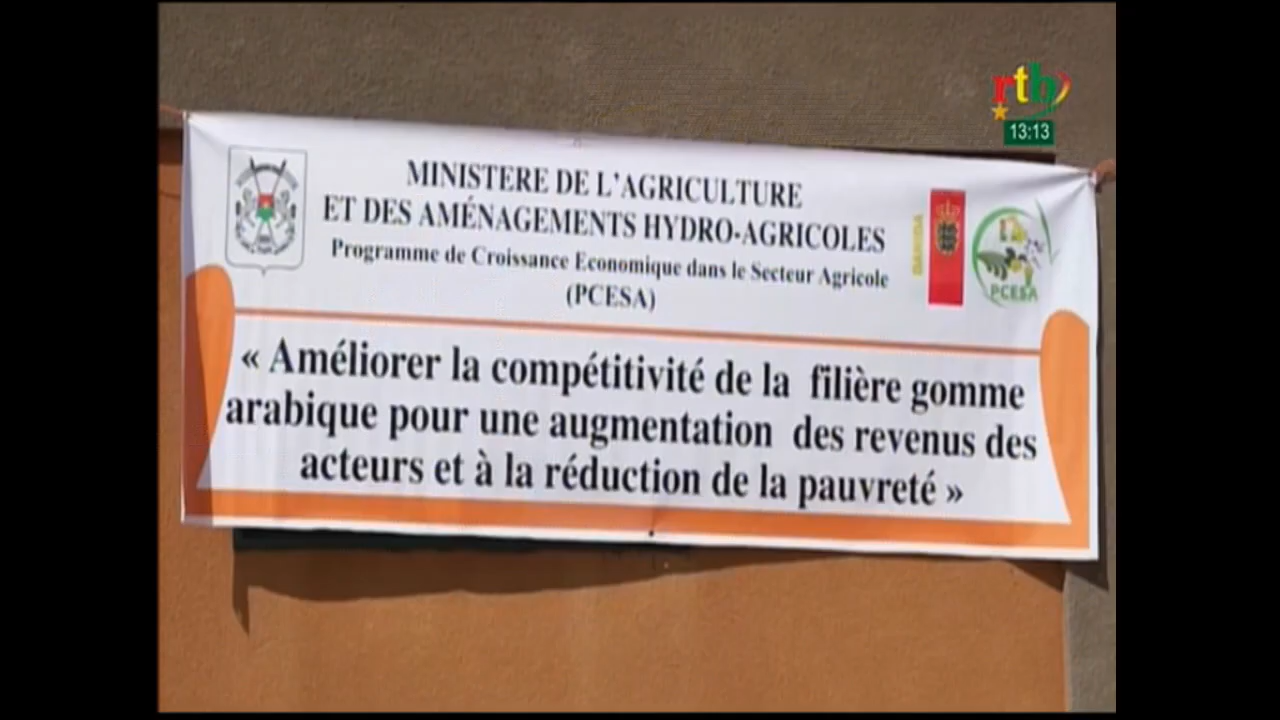 rtb
13:13
MINISTERE DE L'AGRICULTURE
ET DES AMÉNAGEMENTS HYDRO-AGRICOLES
Programme de Croissance Economique dans le Secteur Agricole
(PCESA)
DANIDA
PCESA
« Améliorer la compétitivité de la filière gomme
arabique pour une augmentation des revenus des
acteurs et à la réduction de la pauvreté »